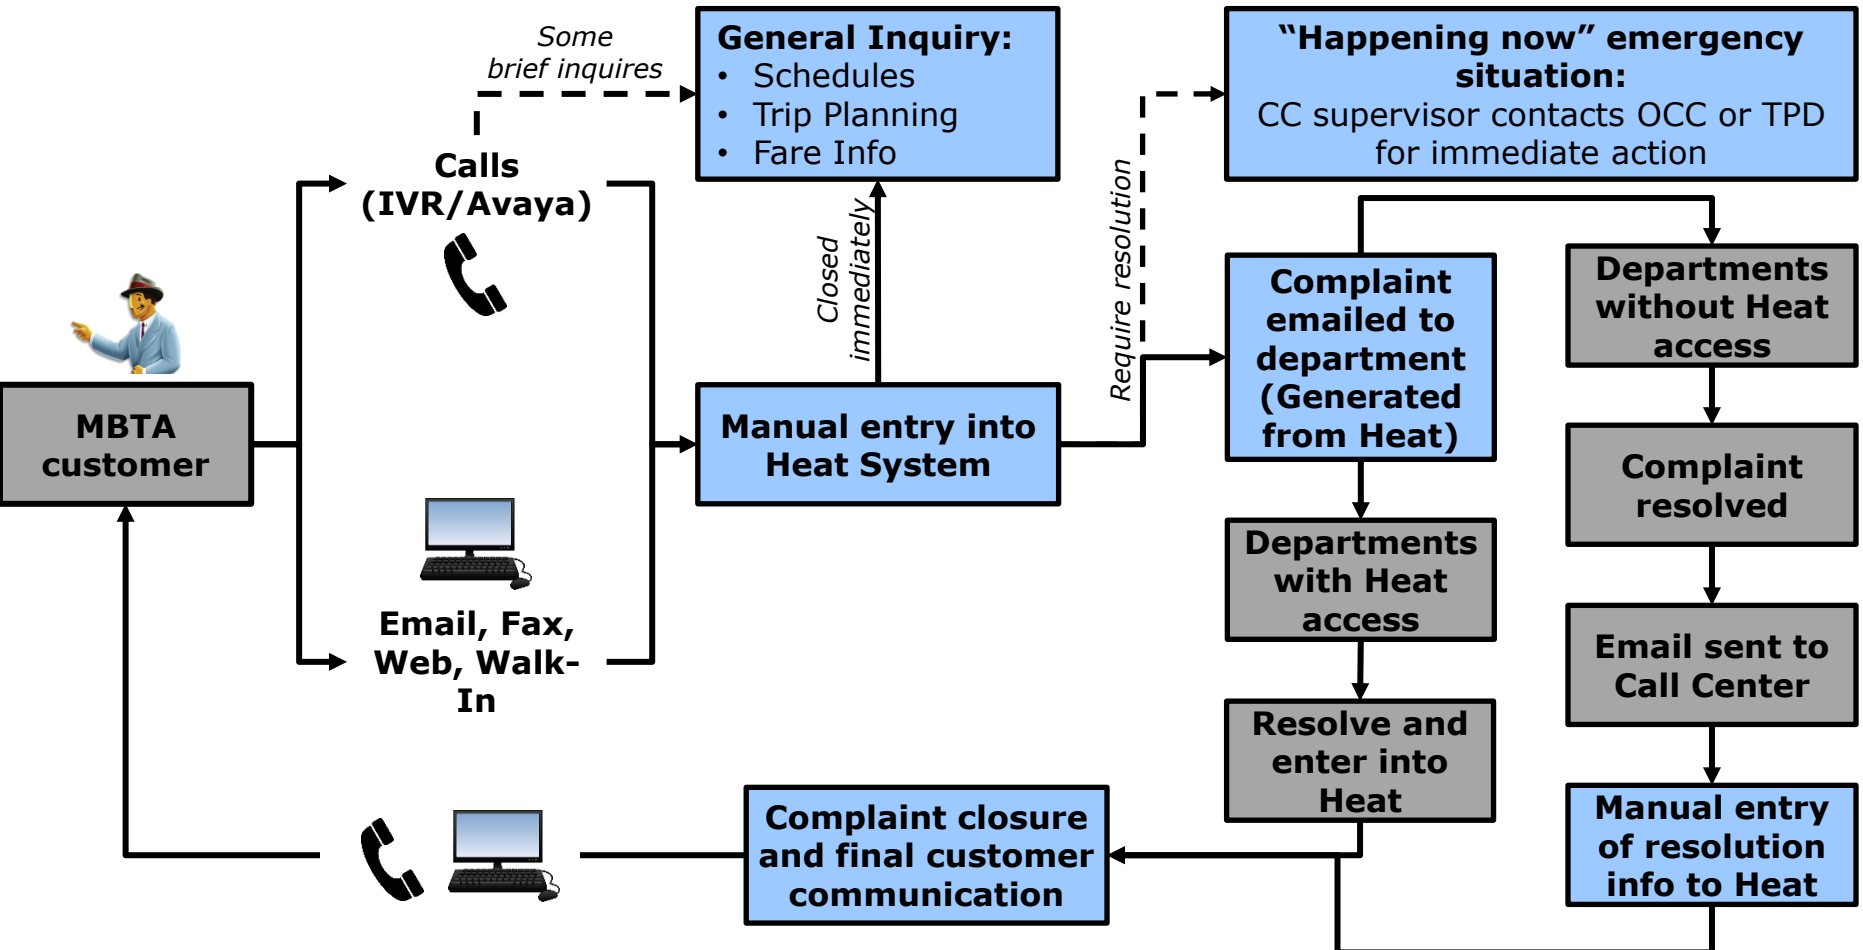 Some
brief inquires
General Inquiry:
• Schedules
• Trip Planning
• Fare Info
“Happening now” emergency
situation:
CC supervisor contacts OCC or TPD
for immediate action
Calls
(IVR/Avaya)
Closed
immediately
Require resolution
MBTA
customer
Email, Fax,
Web, Walk-
In
Manual entry into
Heat System
Complaint
emailed to
department
(Generated
from Heat)
Departments
without Heat
access
Complaint
resolved
Email sent to
Call Center
Manual entry
of resolution
info to Heat
Departments
with Heat
access
Resolve and
enter into
Heat
Complaint closure
and final customer
communication